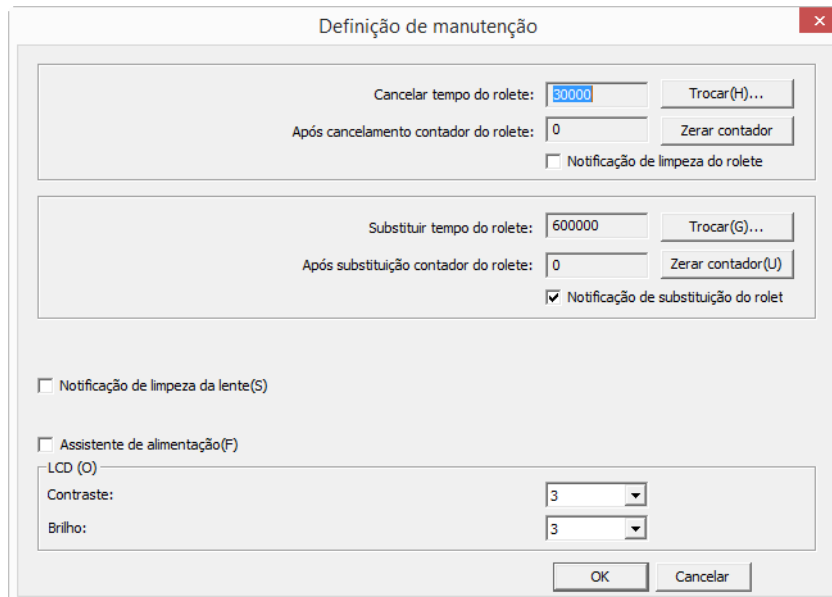 Definição de manutenção
Cancelar tempo do rolete: 30000 Trocar(H)...
Após cancelamento contador do rolete: 0 Zerar contador
Notificação de limpeza do rolete
Substituir tempo do rolete: 600000 Trocar(G)...
Após substituição contador do rolete: 0 Zerar contador(U)
Notificação de substituição do rolet
Notificação de limpeza da lente(S)
Assistente de alimentação(F)
LCD (O)
Contraste: 3
Brilho: 3
OK Cancelar